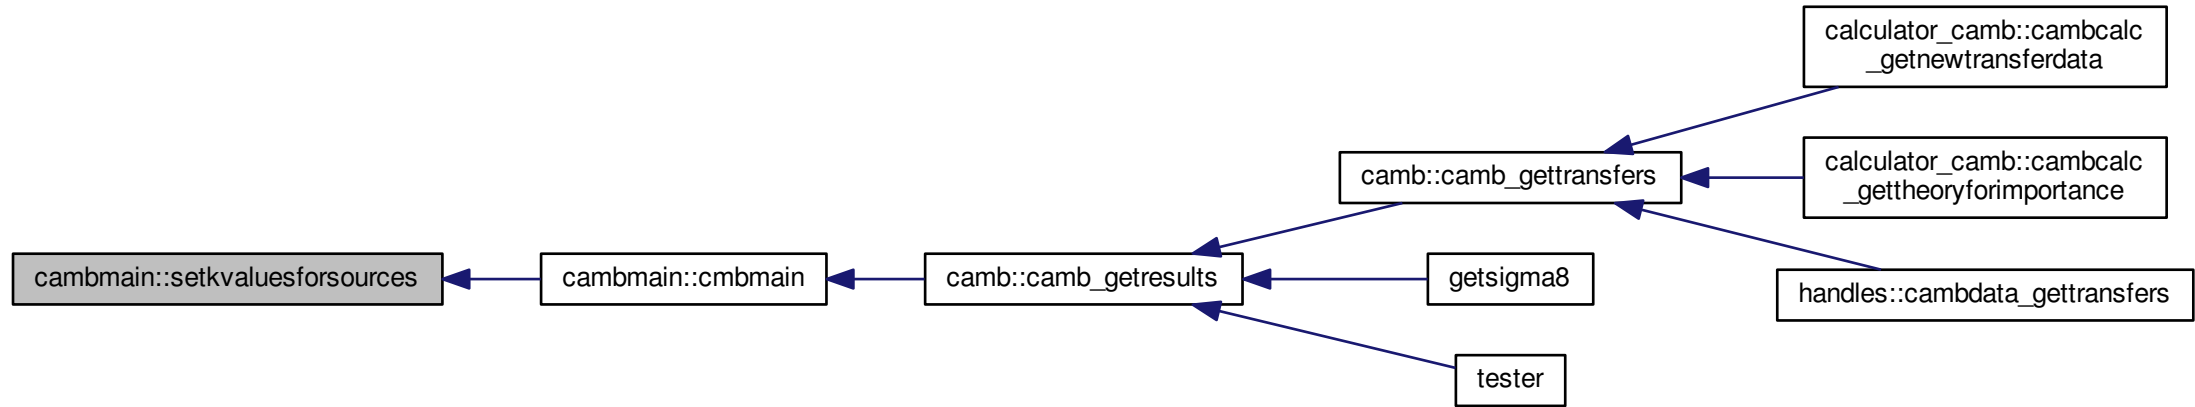 calculator_camb::cambcalc
_getnewtransferdata
calculator_camb::cambcalc
_gettheoryforimportance
camb::camb_gettransfers
cambmain::setkvaluesforsources
cambmain::cmbmain
camb::camb_getresults
getsigma8
handles::cambdata_gettransfers
tester